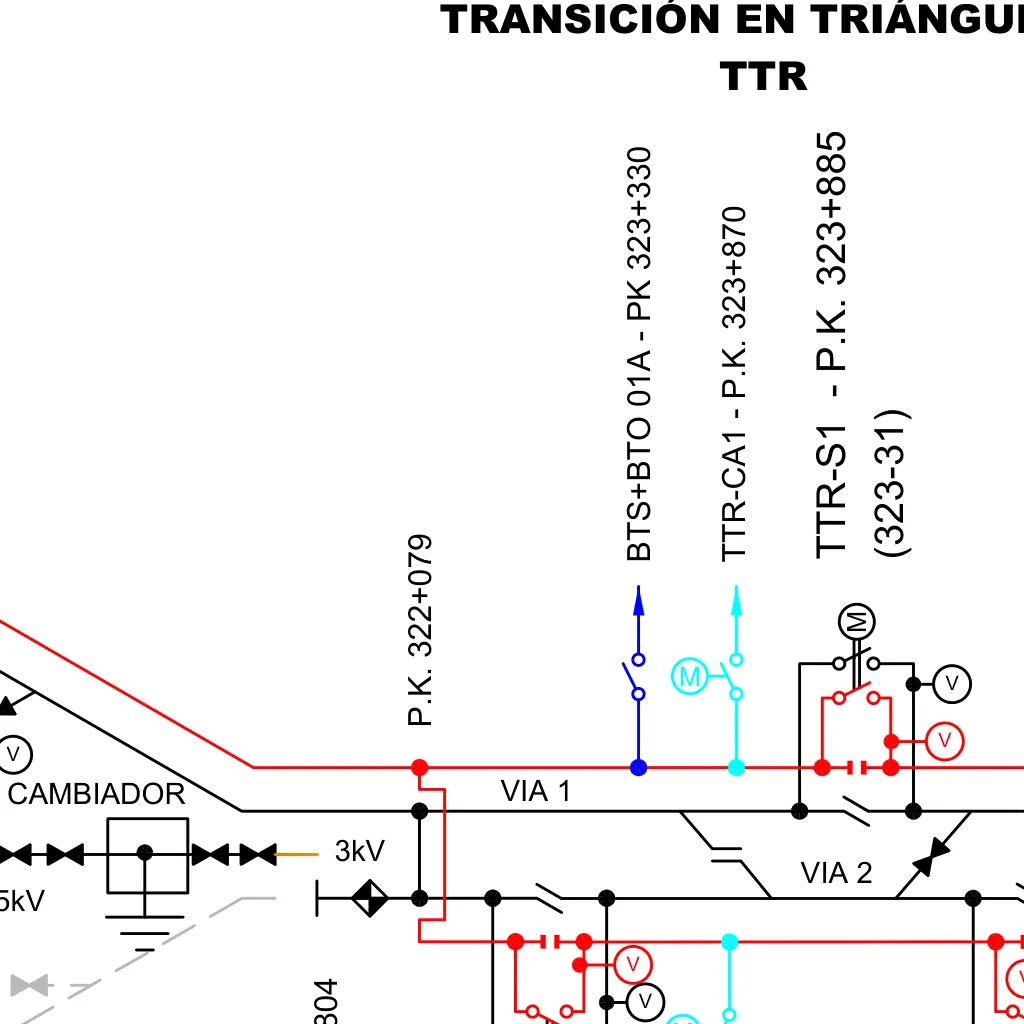 TRANSICIÓN EN TRIÁNGU
TTR
BTS+BTO 01A - PK 323+330
TTR-CA1 - P.K. 323+870
TTR-S1 - P.K. 323+885
(323-31)
P.K. 322+079
M
M
V
V
V
CAMBIADOR
VIA 1
3kV
VIA 2
5kV
V
V
V
804
M